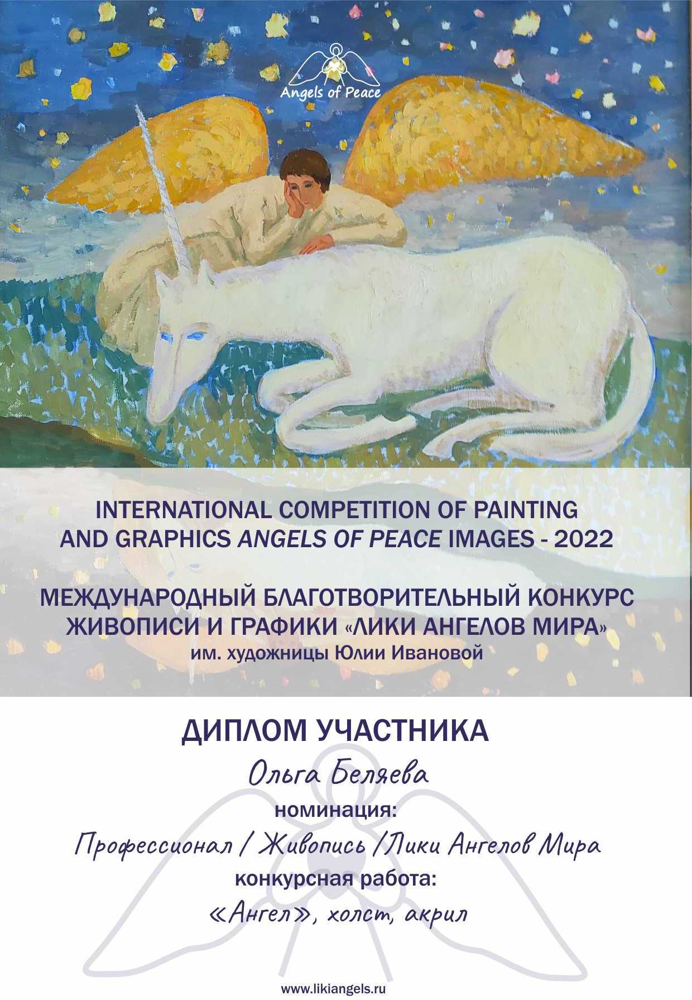 Angels of Peace
INTERNATIONAL COMPETITION OF PAINTING
AND GRAPHICS ANGELS OF PEACE IMAGES - 2022
МЕЖДУНАРОДНЫЙ БЛАГОТВОРИТЕЛЬНЫЙ КОНКУРС
ЖИВОПИСИ И ГРАФИКИ «ЛИКИ АНГЕЛОВ МИРА»
им. художницы Юлии Ивановой
ДИПЛОМ УЧАСТНИКА
Ольга Беляева
номинация:
Профессионал / Живопись /Лики Ангелов Мира
конкурсная работа:
«Ангел», холст, акрил
www.likiangels.ru